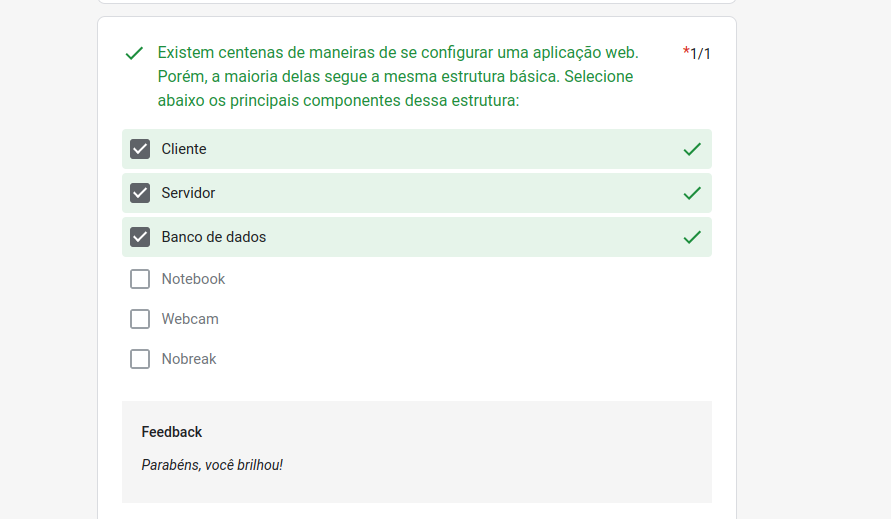 Existem centenas de maneiras de se configurar uma aplicação web.
*1/1
Porém, a maioria delas segue a mesma estrutura básica. Selecione
abaixo os principais componentes dessa estrutura:
Cliente
Servidor
Banco de dados
Notebook
Webcam
Nobreak
Feedback
Parabéns, você brilhou!